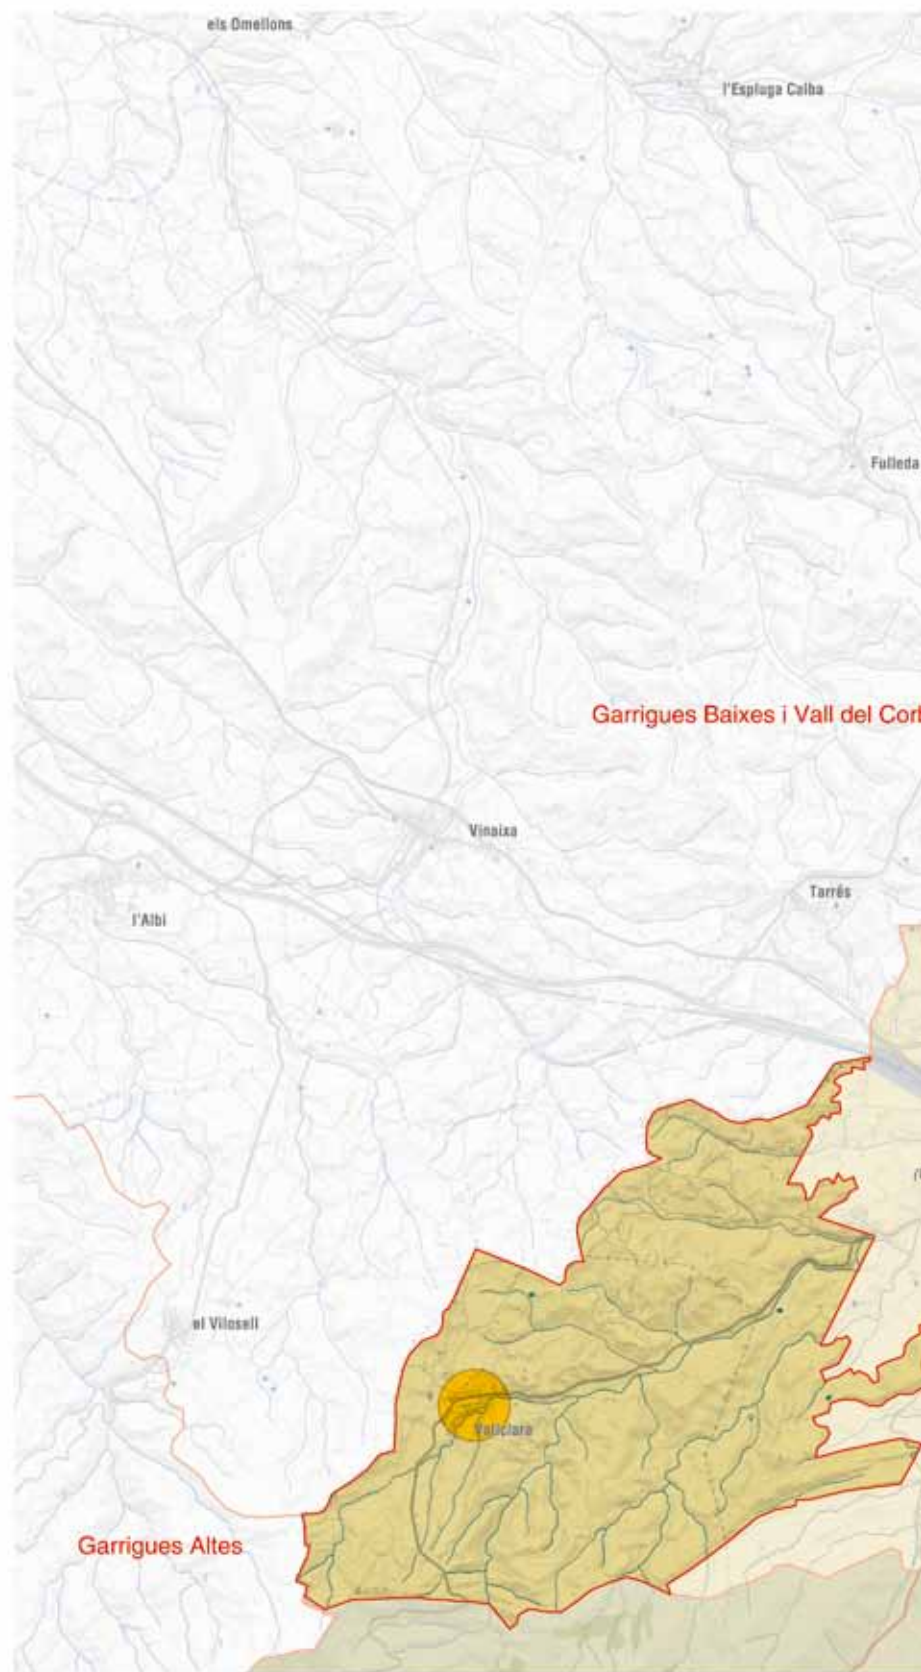 els Omellons
l'Espluga Calba
Fulleda
Garrigues Baixes i Vall del Corb
Vinaixa
Tarrés
l'Albi
el Vilosell
Vallclara
Garrigues Altes